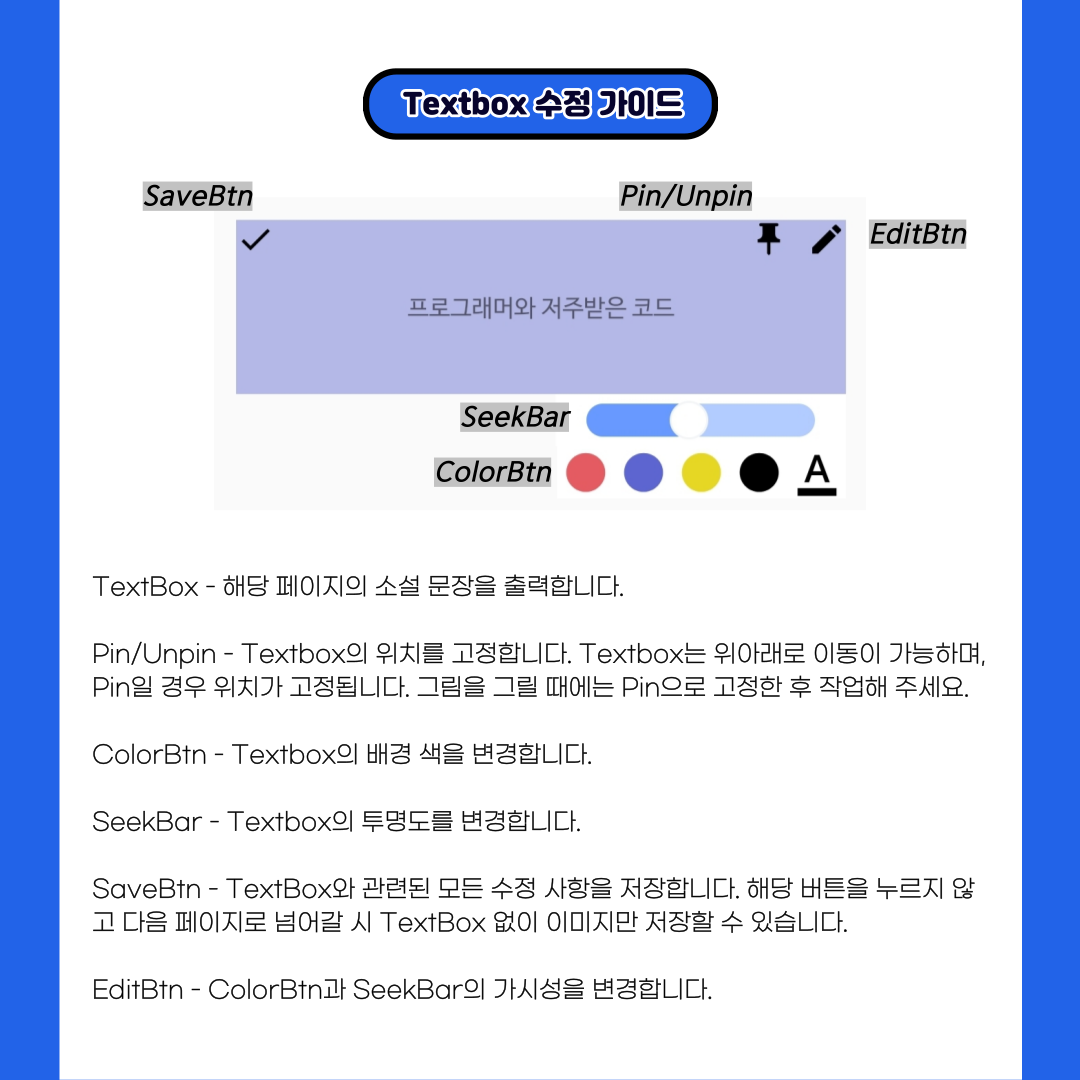 Textbox 수정 가이드
SaveBtn
Pin/Unpin
EditBtn
프로그래머와 저주받은 코드
SeekBar
ColorBtn
A
TextBox - 해당 페이지의 소설 문장을 출력합니다.
Pin/Unpin - Textbox의 위치를 고정합니다. Textbox는 위아래로 이동이 가능하며,
Pin일 경우 위치가 고정됩니다. 그림을 그릴 때에는 Pin으로 고정한 후 작업해 주세요.
ColorBtn - Textbox의 배경 색을 변경합니다.
SeekBar - Textbox의 투명도를 변경합니다.
SaveBtn - TextBox와 관련된 모든 수정 사항을 저장합니다. 해당 버튼을 누르지 않
고 다음 페이지로 넘어갈 시 TextBox 없이 이미지만 저장할 수 있습니다.
EditBtn - ColorBtn과 SeekBar의 가시성을 변경합니다.